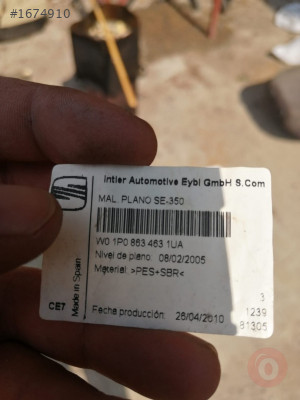 #1674910
Intier Automotive Eybl GmbH S.Com
MAL PLANO SE-350
W0 1P0 863 463 1UA
Nivel de plano: 08/02/2005
Material: >PES+SBR<
Made in Spain
CE7
Fecha producción: 26/04/2010
3
1239
81305